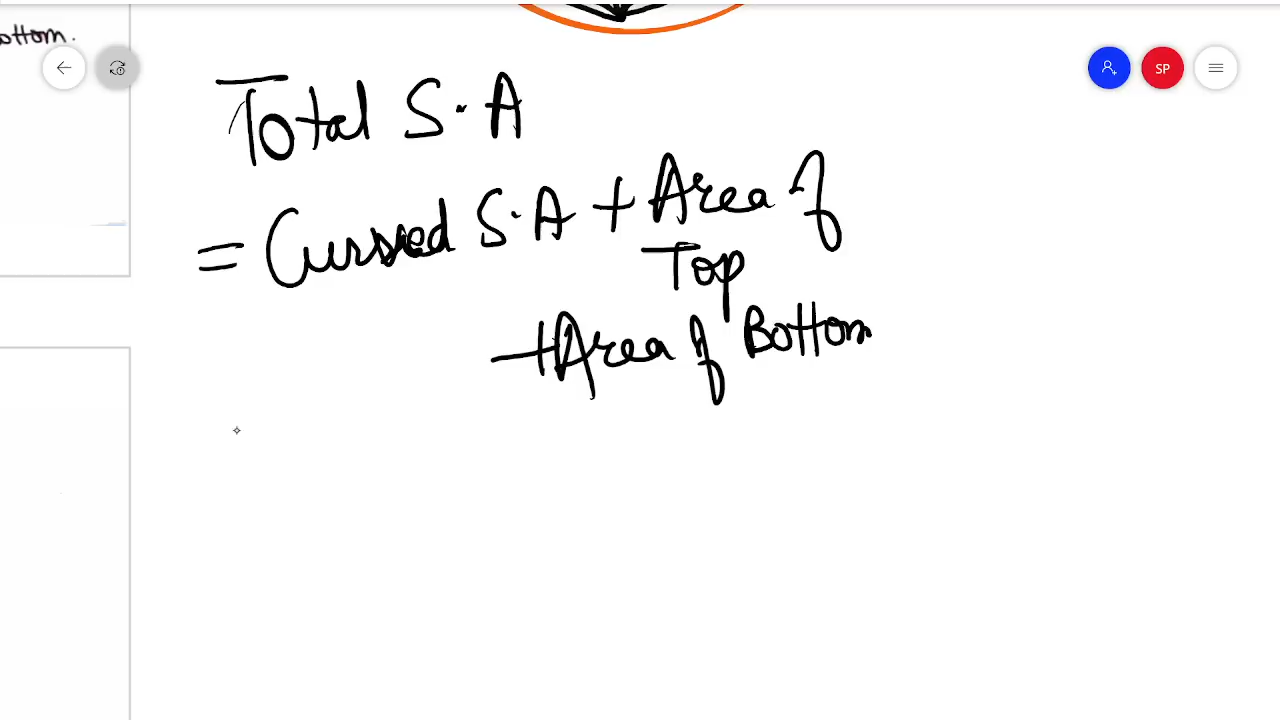 ottom.
SP
Total S.A
= Curved S.A + Area of
Top
+ Area of Bottom